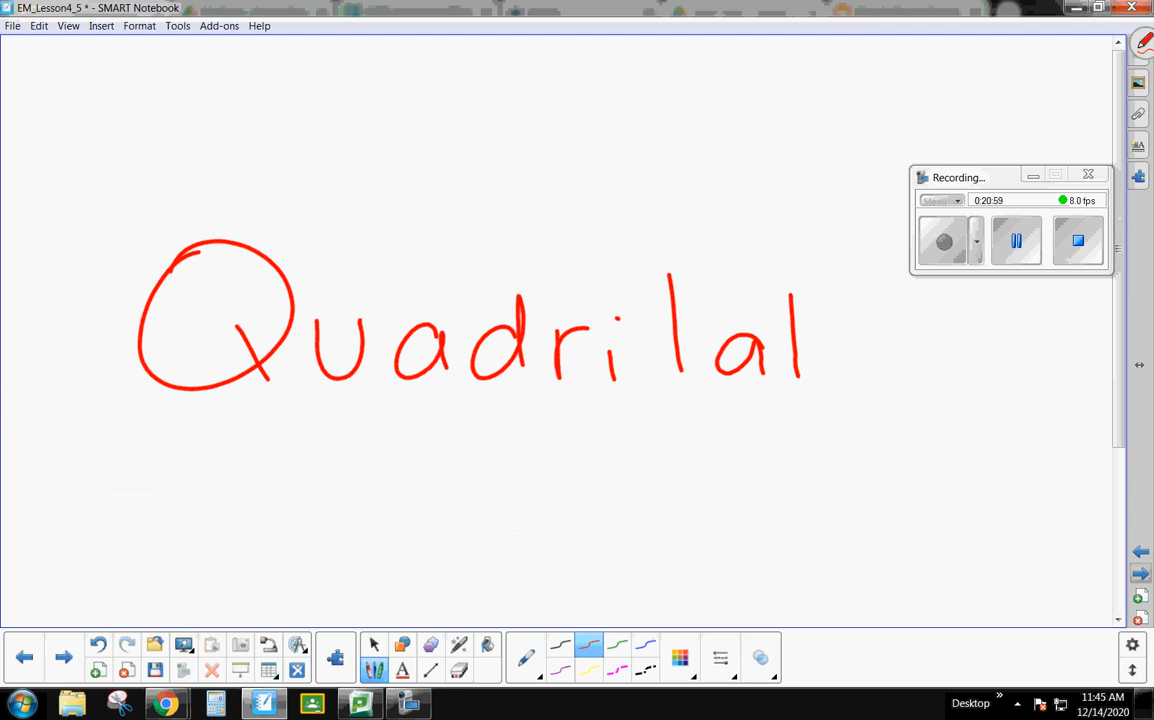 EM_Lesson4_5 * - SMART Notebook
File Edit View Insert Format Tools Add-ons Help
Recording...
Menu 0:20:59 8.0 fps
Quadrilal
Desktop »
11:45 AM
12/14/2020